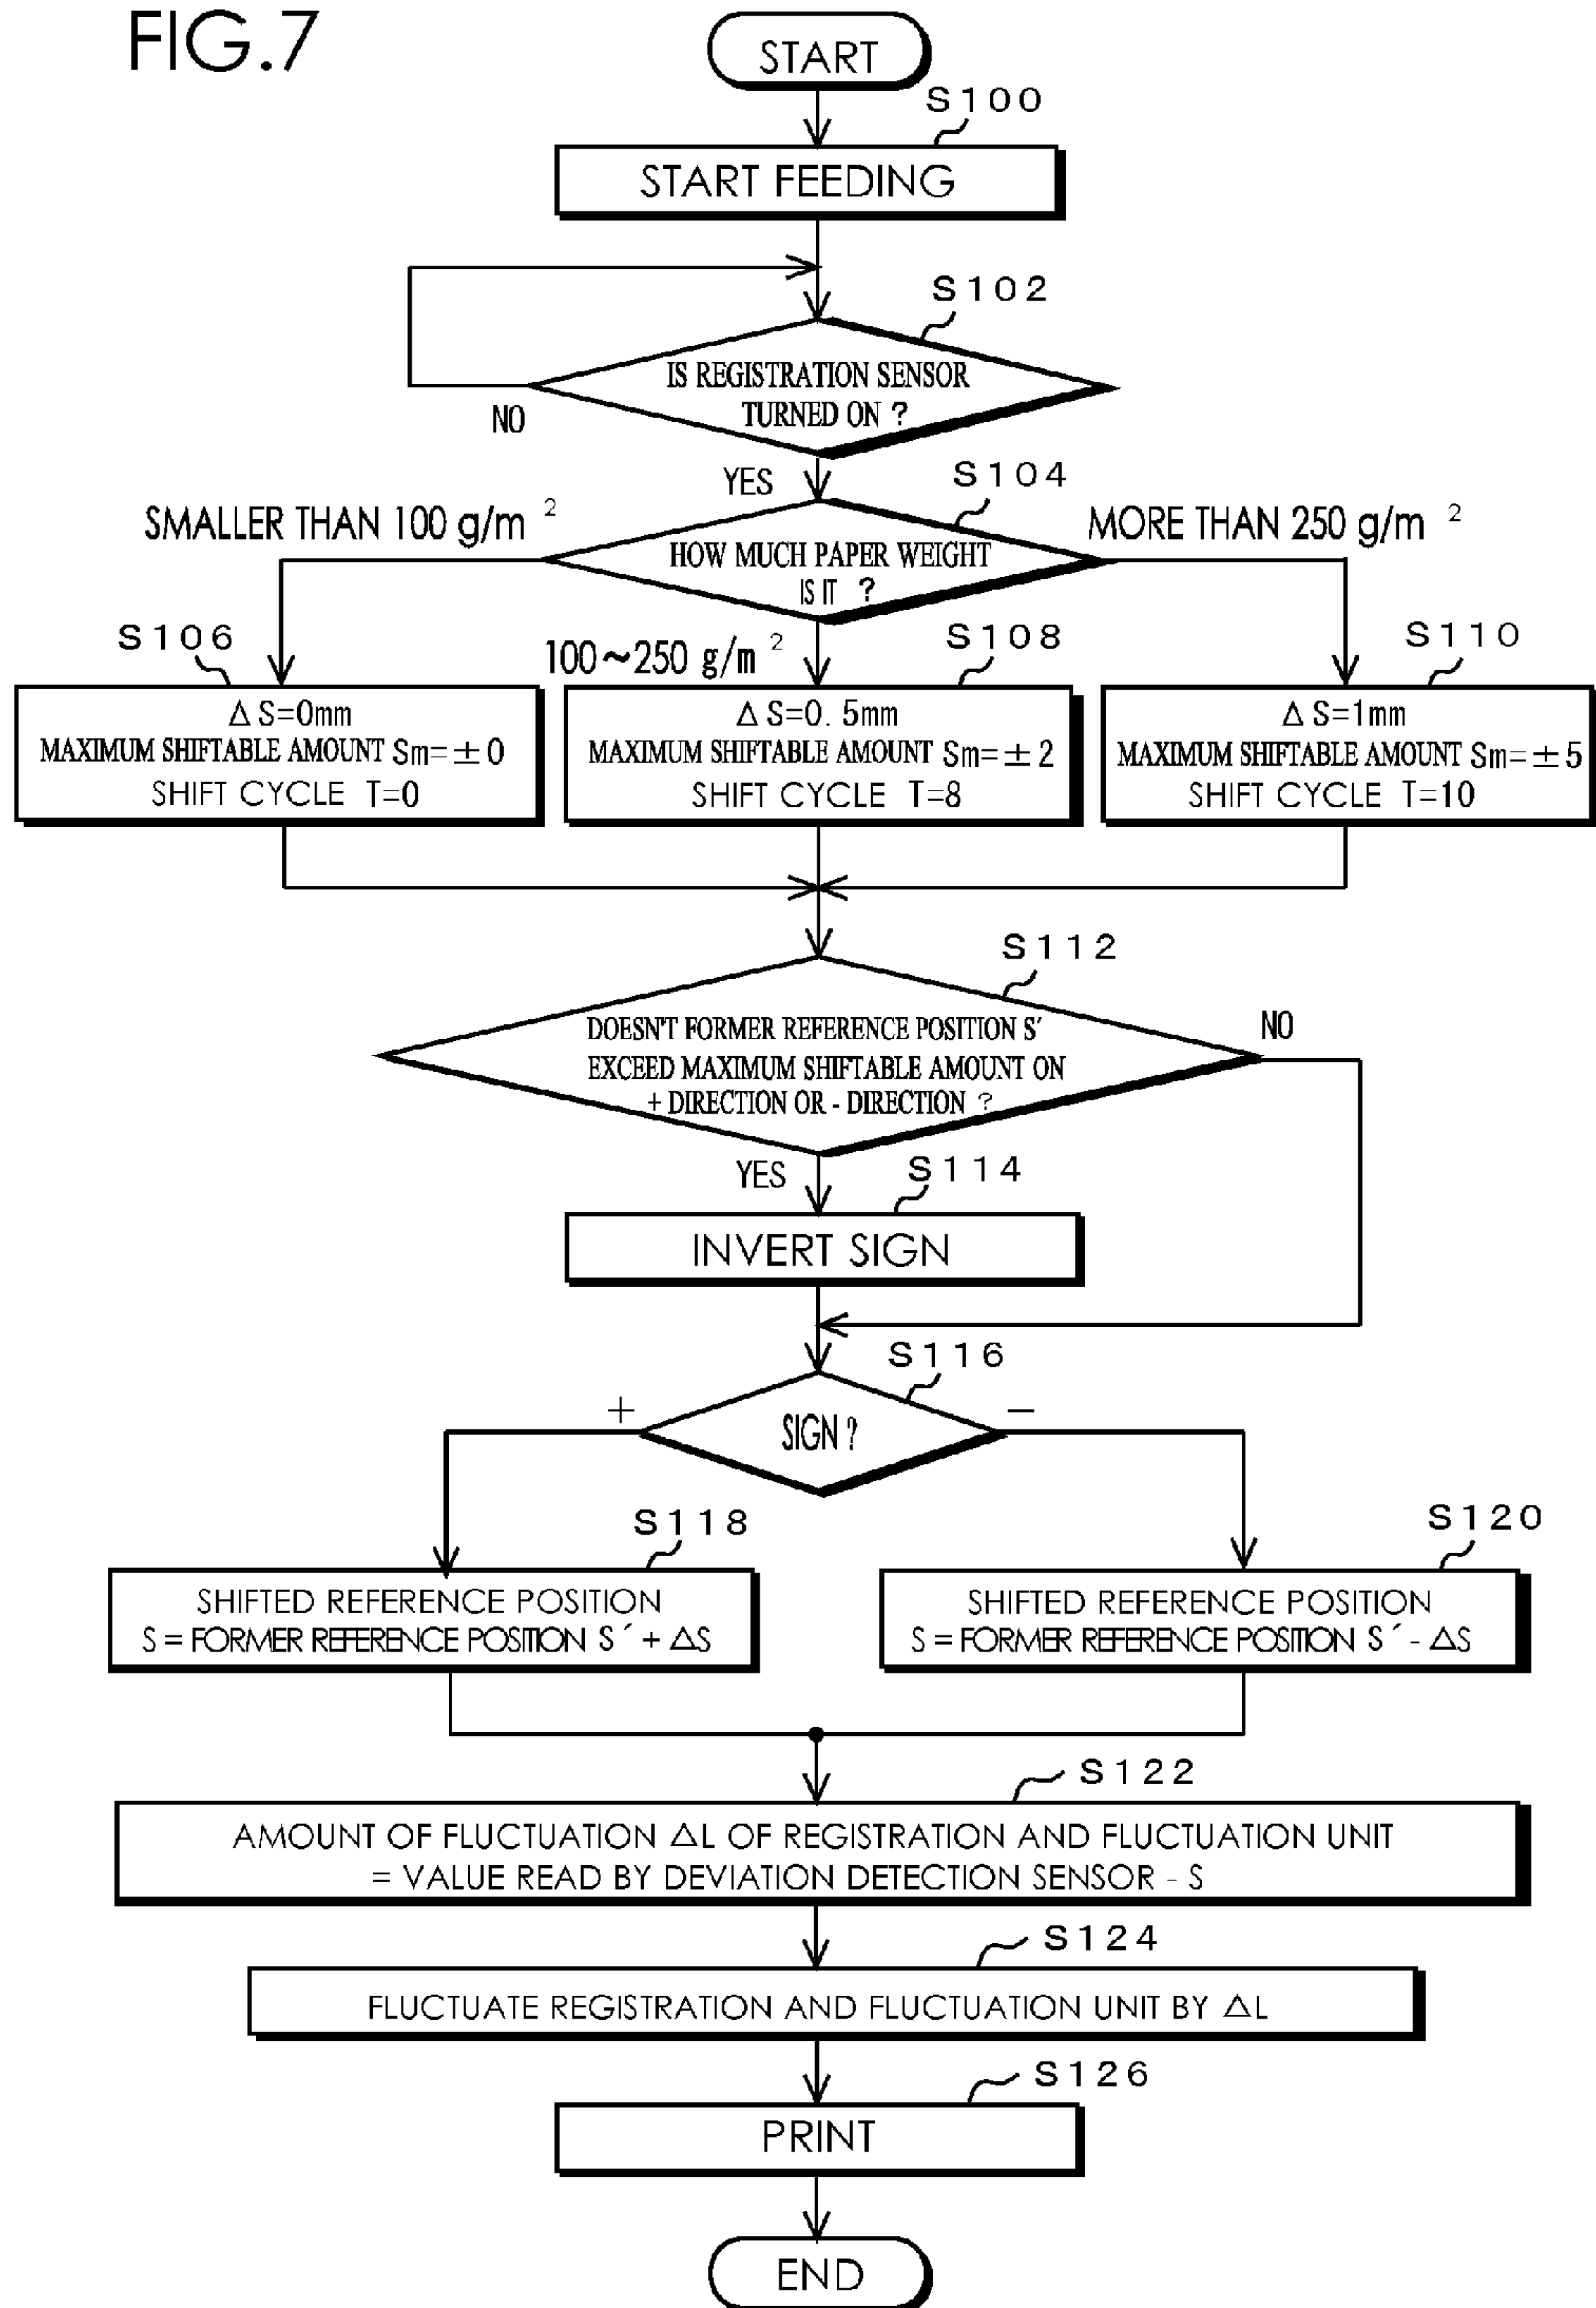 FIG.7
START
S100
START FEEDING
S102
IS REGISTRATION SENSOR
TURNED ON ?
NO
YES
S104
SMALLER THAN 100 g/m ²
MORE THAN 250 g/m ²
HOW MUCH PAPER WEIGHT
IS IT ?
S106
100~250 g/m ²
S108
S110
Δ S=0mm
MAXIMUM SHIFTABLE AMOUNT Sm=±0
SHIFT CYCLE T=0
Δ S=0.5mm
MAXIMUM SHIFTABLE AMOUNT Sm=±2
SHIFT CYCLE T=8
Δ S=1mm
MAXIMUM SHIFTABLE AMOUNT Sm=±5
SHIFT CYCLE T=10
S112
DOESN'T FORMER REFERENCE POSITION S´
EXCEED MAXIMUM SHIFTABLE AMOUNT ON
+ DIRECTION OR - DIRECTION ?
NO
YES
S114
INVERT SIGN
S116
+
SIGN ?
−
S118
S120
SHIFTED REFERENCE POSITION
S = FORMER REFERENCE POSITION S´ + ΔS
SHIFTED REFERENCE POSITION
S = FORMER REFERENCE POSITION S´ - ΔS
S122
AMOUNT OF FLUCTUATION ΔL OF REGISTRATION AND FLUCTUATION UNIT
= VALUE READ BY DEVIATION DETECTION SENSOR - S
S124
FLUCTUATE REGISTRATION AND FLUCTUATION UNIT BY ΔL
S126
PRINT
END